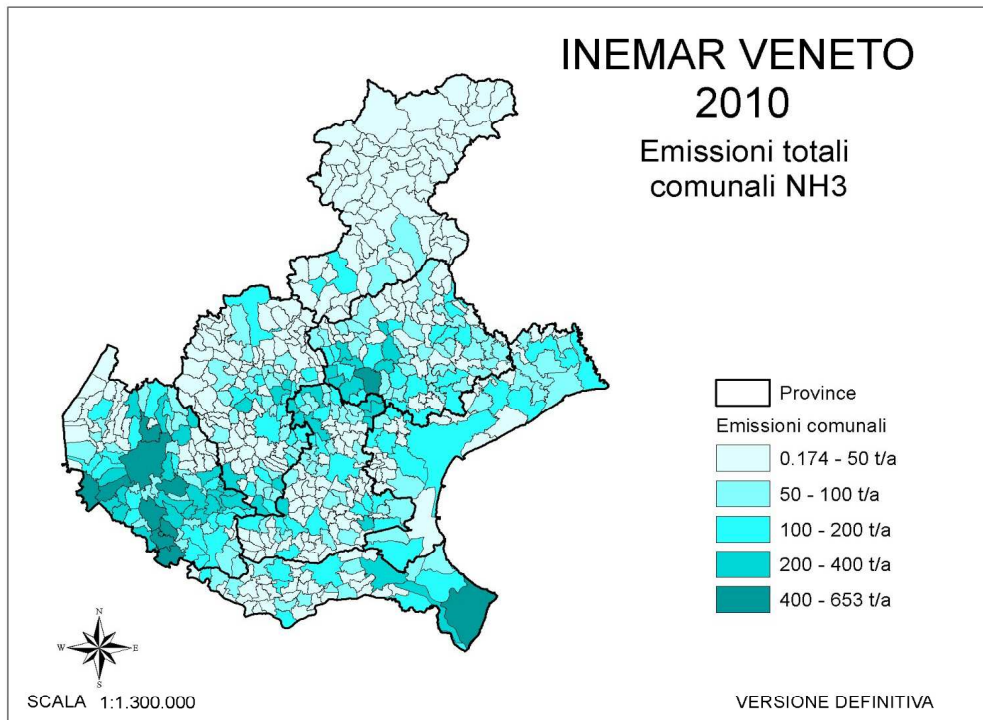 INEMAR VENETO
2010
Emissioni totali
comunali NH3
Province
Emissioni comunali
0.174 - 50 t/a
50 - 100 t/a
100 - 200 t/a
200 - 400 t/a
400 - 653 t/a
N
W E
S
SCALA 1:1.300.000
VERSIONE DEFINITIVA